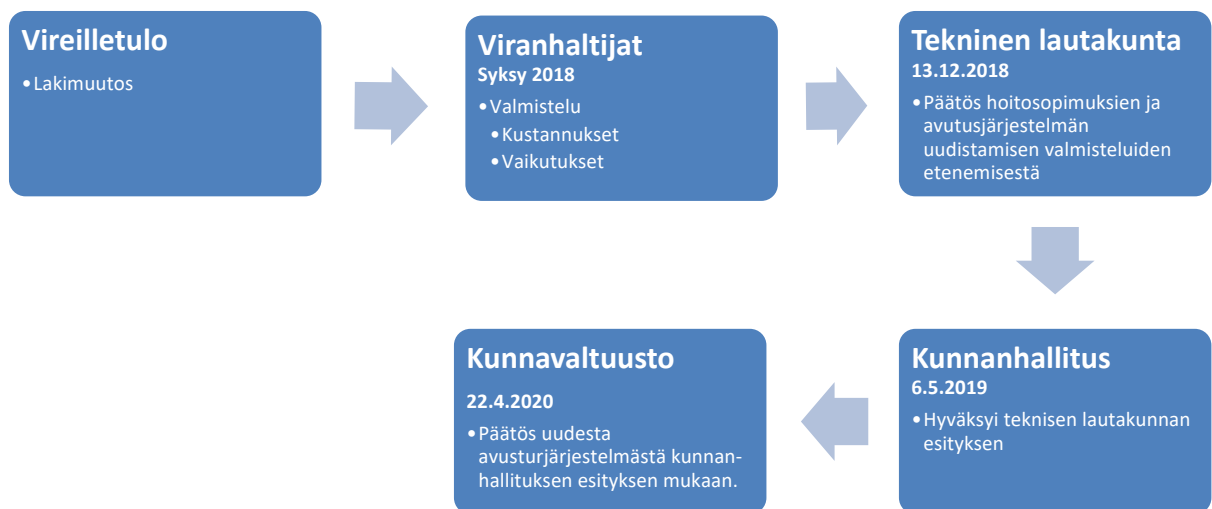 Vireilletulo
•Lakimuutos
Viranhaltijat
Syksy 2018
•Valmistelu
•Kustannukset
•Vaikutukset
Tekninen lautakunta
13.12.2018
•Päätös hoitosopimuksien ja
avutusjärjestelmän
uudistamisen valmisteluiden
etenemisestä
Kunnanhallitus
6.5.2019
•Hyväksyi teknisen lautakunnan
esityksen
Kunnavaltuusto
22.4.2020
•Päätös uudesta
avusturjärjestelmästä kunnan-
hallituksen esityksen mukaan.